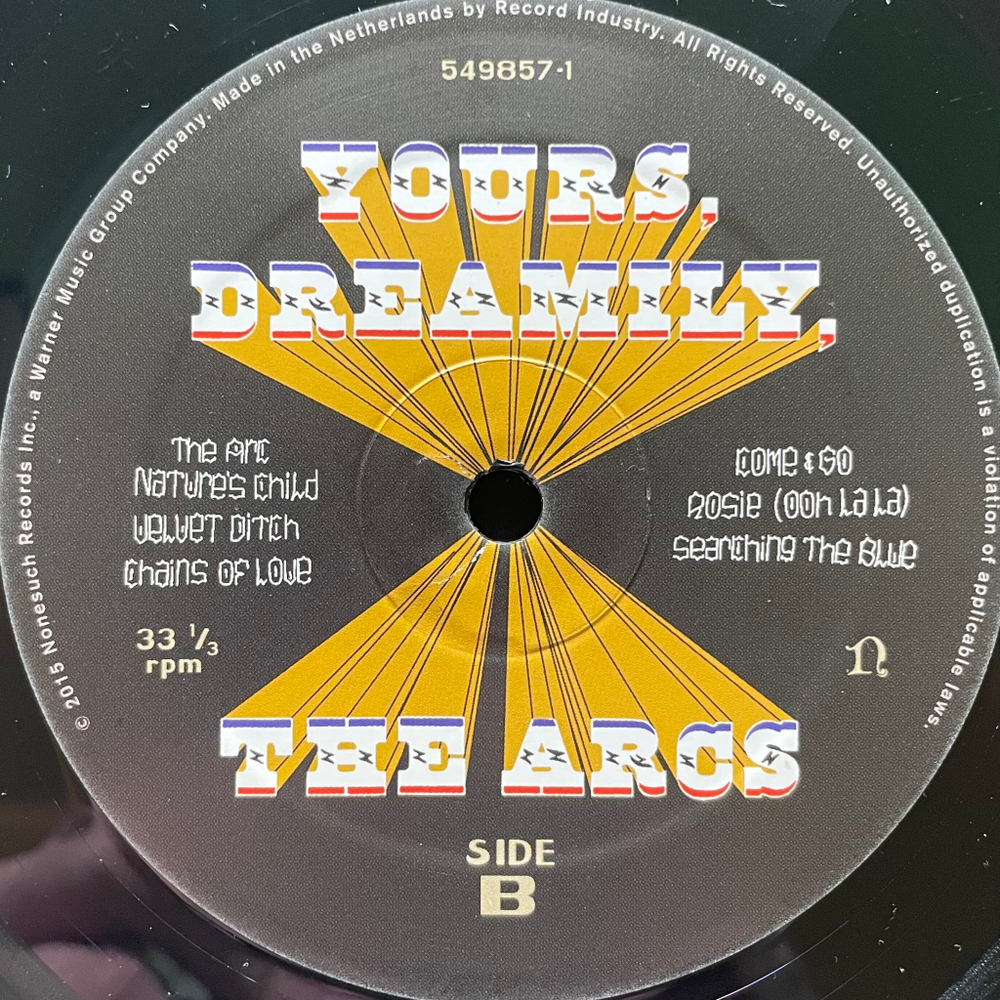 © 2015 Nonesuch Records Inc., a Warner Music Group Company. Made in the Netherlands by Record Industry. All Rights Reserved. Unauthorized duplication is a violation of applicable laws.
549857-1
YOURS,
DREAMILY,
The Arc
Nature's Child
Velvet Ditch
Chains of Love
Come & Go
Rosie (Ooh La La)
Searching The Blue
33 1/3
rpm
N
THE ARCS
SIDE
B